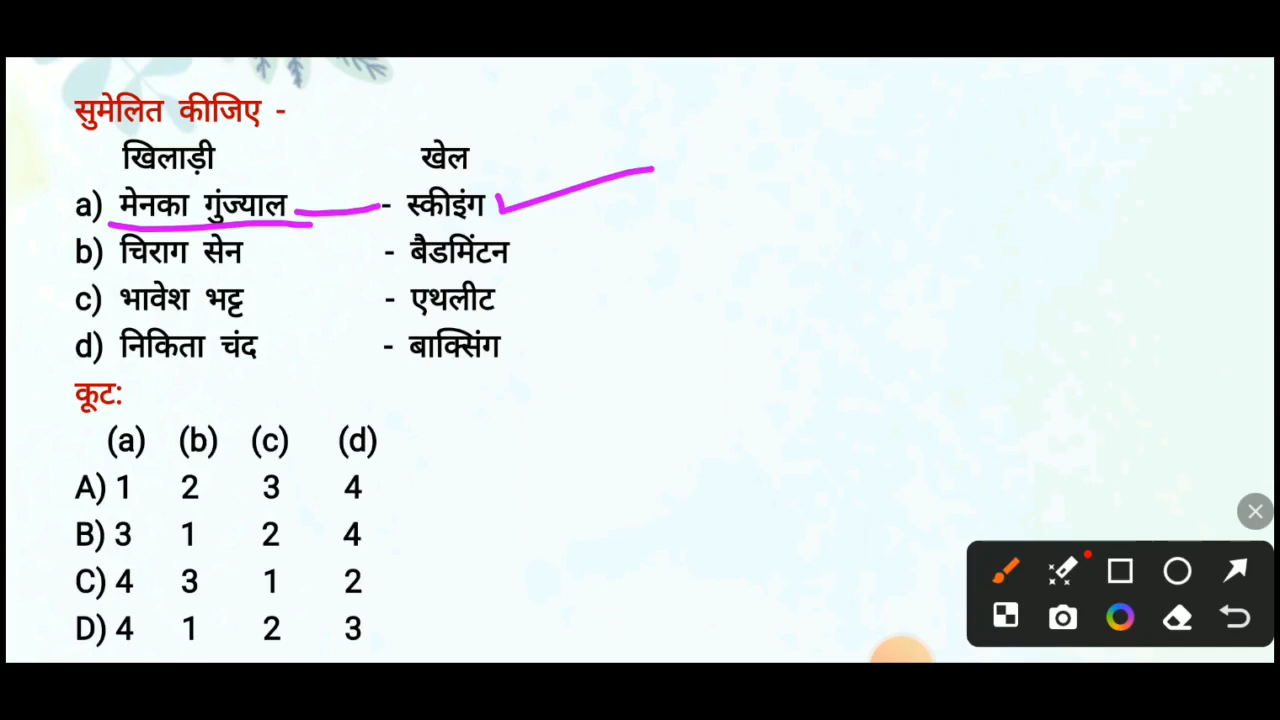 सुमेलित कीजिए -
खिलाड़ी खेल
a) मेनका गुंज्याल - स्कीइंग
b) चिराग सेन - बैडमिंटन
c) भावेश भट्ट - एथलीट
d) निकिता चंद - बाक्सिंग
कूट:
(a) (b) (c) (d)
A) 1 2 3 4
B) 3 1 2 4
C) 4 3 1 2
D) 4 1 2 3